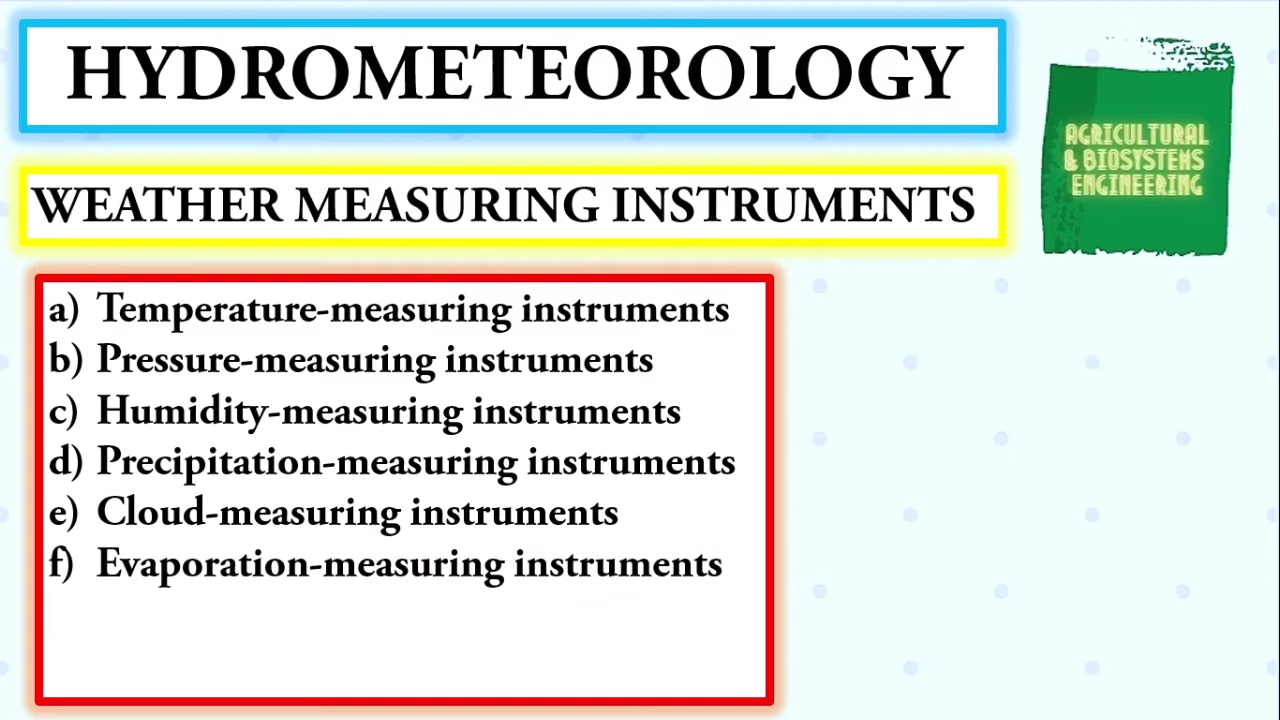 HYDROMETEOROLOGY
WEATHER MEASURING INSTRUMENTS
AGRICULTURAL
& BIOSYSTEMS
ENGINEERING
a) Temperature-measuring instruments
b) Pressure-measuring instruments
c) Humidity-measuring instruments
d) Precipitation-measuring instruments
e) Cloud-measuring instruments
f) Evaporation-measuring instruments